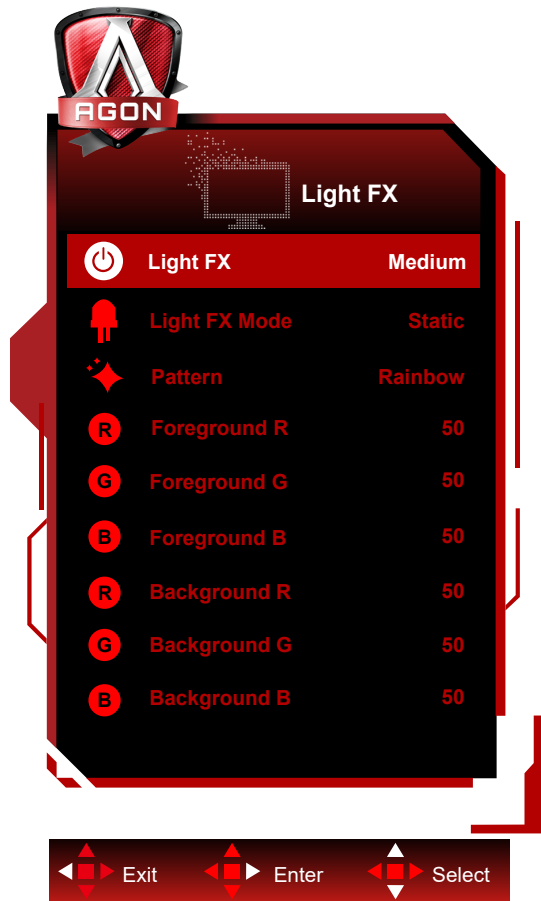 AGON
Light FX
Light FX Medium
Light FX Mode Static
Pattern Rainbow
R Foreground R 50
G Foreground G 50
B Foreground B 50
R Background R 50
G Background G 50
B Background B 50
Exit Enter Select